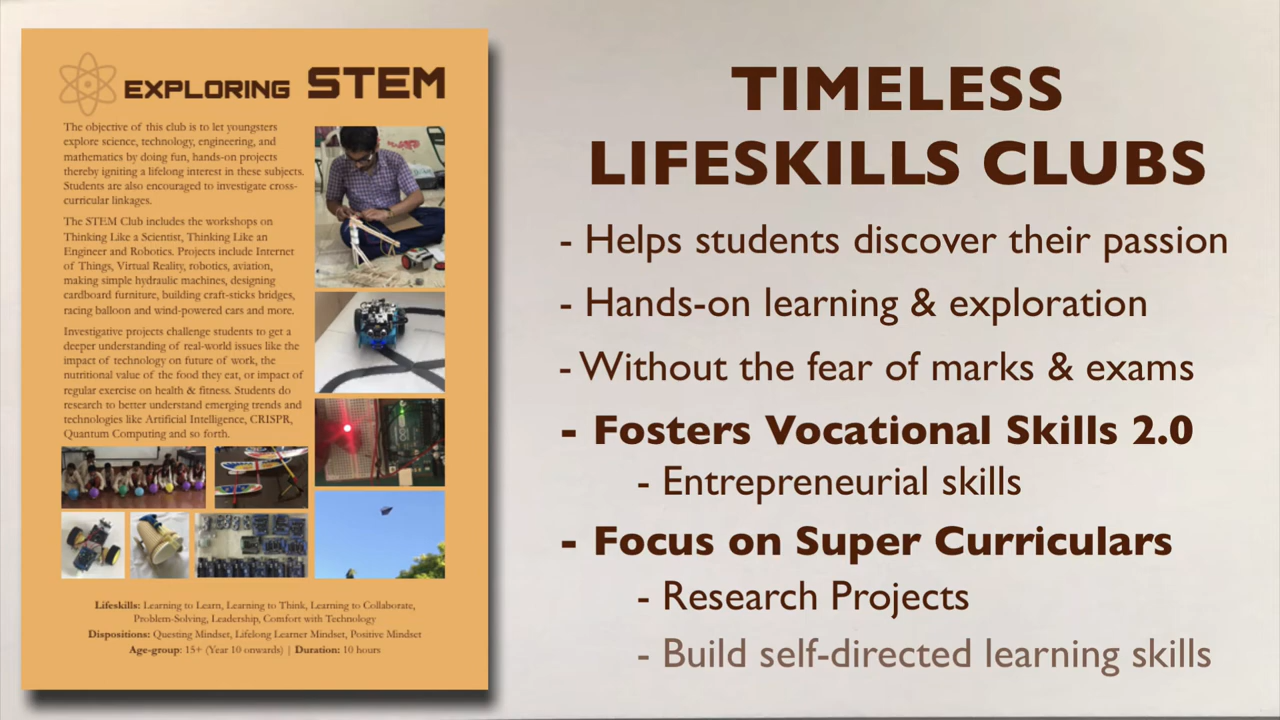 EXPLORING STEM
The objective of this club is to let youngsters
explore science, technology, engineering, and
mathematics by doing fun, hands-on projects
thereby igniting a lifelong interest in these subjects.
Students are also encouraged to investigate cross-
curricular linkages.
The STEM Club includes the workshops on
Thinking Like a Scientist, Thinking Like an
Engineer and Robotics. Projects include Internet
of Things, Virtual Reality, robotics, aviation,
making simple hydraulic machines, designing
cardboard furniture, building craft-sticks bridges,
racing balloon and wind-powered cars and more.
Investigative projects challenge students to get a
deeper understanding of real-world issues like the
impact of technology on future of work, the
nutritional value of the food they eat, or impact of
regular exercise on health & fitness. Students do
research to better understand emerging trends and
technologies like Artificial Intelligence, CRISPR,
Quantum Computing and so forth.
Lifeskills: Learning to Learn, Learning to Think, Learning to Collaborate,
Problem-Solving, Leadership, Comfort with Technology
Dispositions: Questing Mindset, Lifelong Learner Mindset, Positive Mindset
Age-group: 15+ (Year 10 onwards) | Duration: 10 hours
TIMELESS
LIFESKILLS CLUBS
- Helps students discover their passion
- Hands-on learning & exploration
- Without the fear of marks & exams
- Fosters Vocational Skills 2.0
- Entrepreneurial skills
- Focus on Super Curriculars
- Research Projects
- Build self-directed learning skills